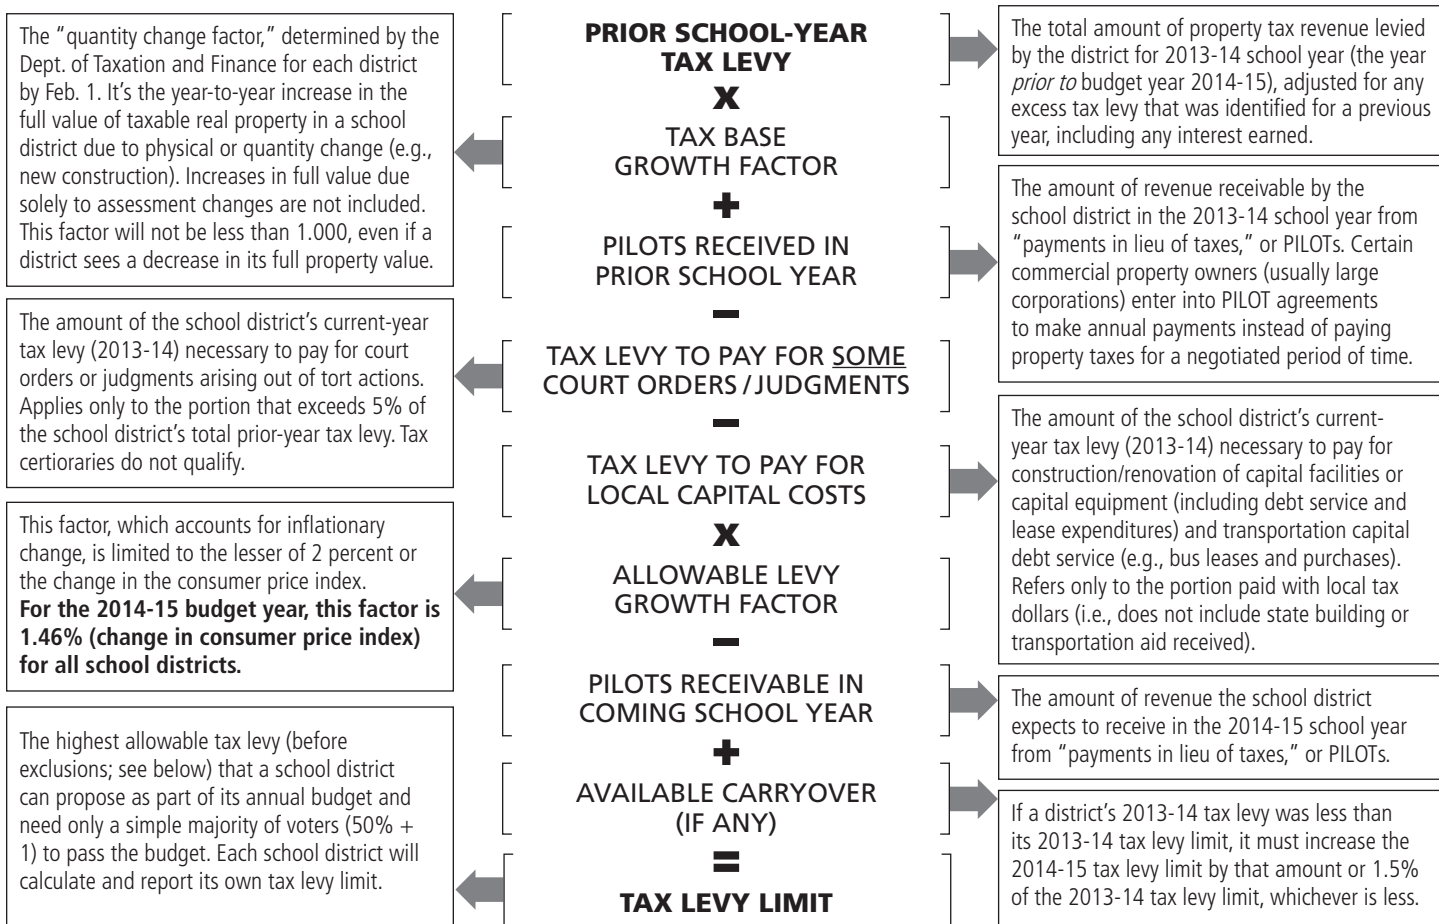 The “quantity change factor,” determined by the
Dept. of Taxation and Finance for each district
by Feb. 1. It’s the year-to-year increase in the
full value of taxable real property in a school
district due to physical or quantity change (e.g.,
new construction). Increases in full value due
solely to assessment changes are not included.
This factor will not be less than 1.000, even if a
district sees a decrease in its full property value.
The amount of the school district’s current-year
tax levy (2013-14) necessary to pay for court
orders or judgments arising out of tort actions.
Applies only to the portion that exceeds 5% of
the school district’s total prior-year tax levy. Tax
certioraries do not qualify.
This factor, which accounts for inflationary
change, is limited to the lesser of 2 percent or
the change in the consumer price index.
For the 2014-15 budget year, this factor is
1.46% (change in consumer price index)
for all school districts.
The highest allowable tax levy (before
exclusions; see below) that a school district
can propose as part of its annual budget and
need only a simple majority of voters (50% +
1) to pass the budget. Each school district will
calculate and report its own tax levy limit.
PRIOR SCHOOL-YEAR
TAX LEVY
x
TAX BASE
GROWTH FACTOR
+
PILOTS RECEIVED IN
PRIOR SCHOOL YEAR
–
TAX LEVY TO PAY FOR SOME
COURT ORDERS / JUDGMENTS
–
TAX LEVY TO PAY FOR
LOCAL CAPITAL COSTS
x
ALLOWABLE LEVY
GROWTH FACTOR
–
PILOTS RECEIVABLE IN
COMING SCHOOL YEAR
+
AVAILABLE CARRYOVER
(IF ANY)
=
TAX LEVY LIMIT
The total amount of property tax revenue levied
by the district for 2013-14 school year (the year
prior to budget year 2014-15), adjusted for any
excess tax levy that was identified for a previous
year, including any interest earned.
The amount of revenue receivable by the
school district in the 2013-14 school year from
“payments in lieu of taxes,” or PILOTs. Certain
commercial property owners (usually large
corporations) enter into PILOT agreements
to make annual payments instead of paying
property taxes for a negotiated period of time.
The amount of the school district’s current-
year tax levy (2013-14) necessary to pay for
construction/renovation of capital facilities or
capital equipment (including debt service and
lease expenditures) and transportation capital
debt service (e.g., bus leases and purchases).
Refers only to the portion paid with local tax
dollars (i.e., does not include state building or
transportation aid received).
The amount of revenue the school district
expects to receive in the 2014-15 school year
from “payments in lieu of taxes,” or PILOTs.
If a district’s 2013-14 tax levy was less than
its 2013-14 tax levy limit, it must increase the
2014-15 tax levy limit by that amount or 1.5%
of the 2013-14 tax levy limit, whichever is less.